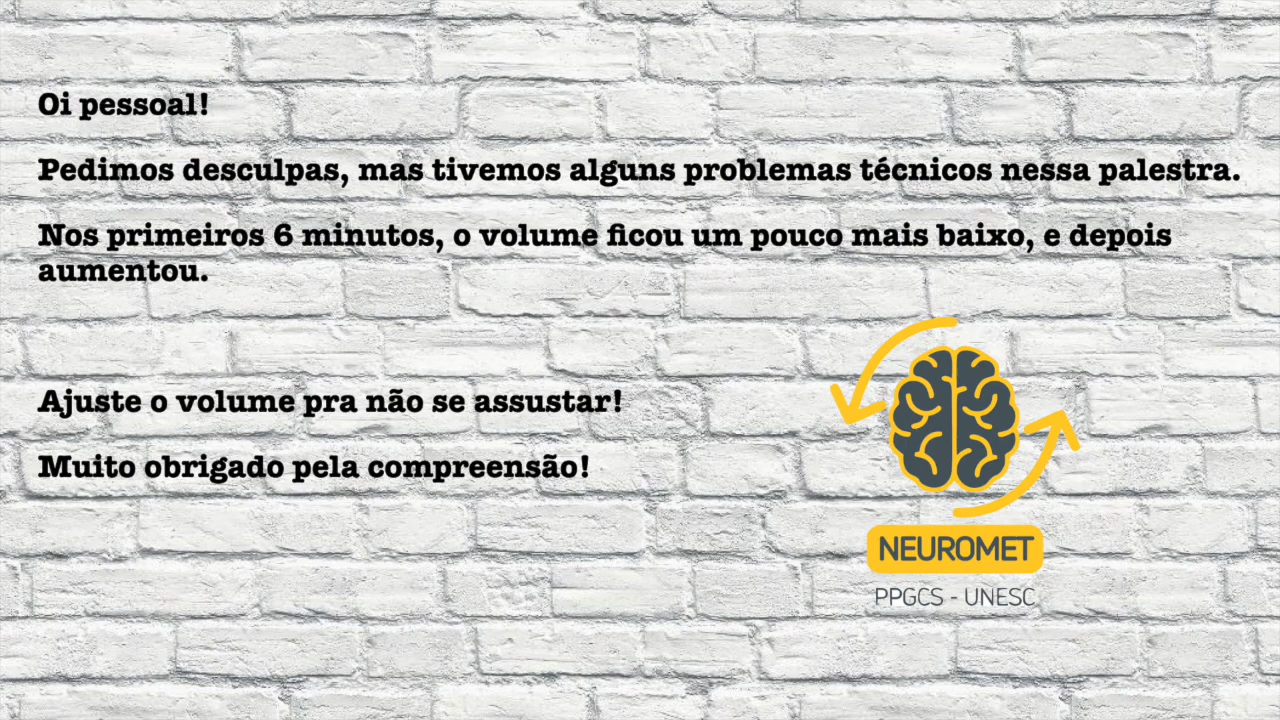 Oi pessoal!
Pedimos desculpas, mas tivemos alguns problemas técnicos nessa palestra.
Nos primeiros 6 minutos, o volume ficou um pouco mais baixo, e depois
aumentou.
Ajuste o volume pra não se assustar!
Muito obrigado pela compreensão!
NEUROMET
PPGCS - UNESC